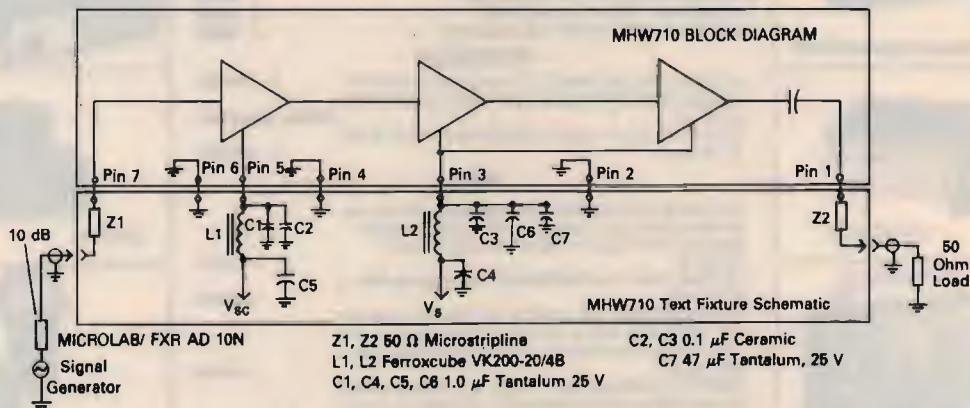 MHW710 BLOCK DIAGRAM
Pin 7
Pin 6
Pin 5
Pin 4
Pin 3
Pin 2
Pin 1
Z1
10 dB
L1
C1
C2
C5
VSC
L2
C3
C6
C7
C4
VS
Z2
50
Ohm
Load
MHW710 Text Fixture Schematic
MICROLAB/ FXR AD 10N
Signal
Generator
Z1, Z2 50 Ω Microstripline
L1, L2 Ferroxcube VK200-20/4B
C1, C4, C5, C6 1.0 μF Tantalum 25 V
C2, C3 0.1 μF Ceramic
C7 47 μF Tantalum, 25 V